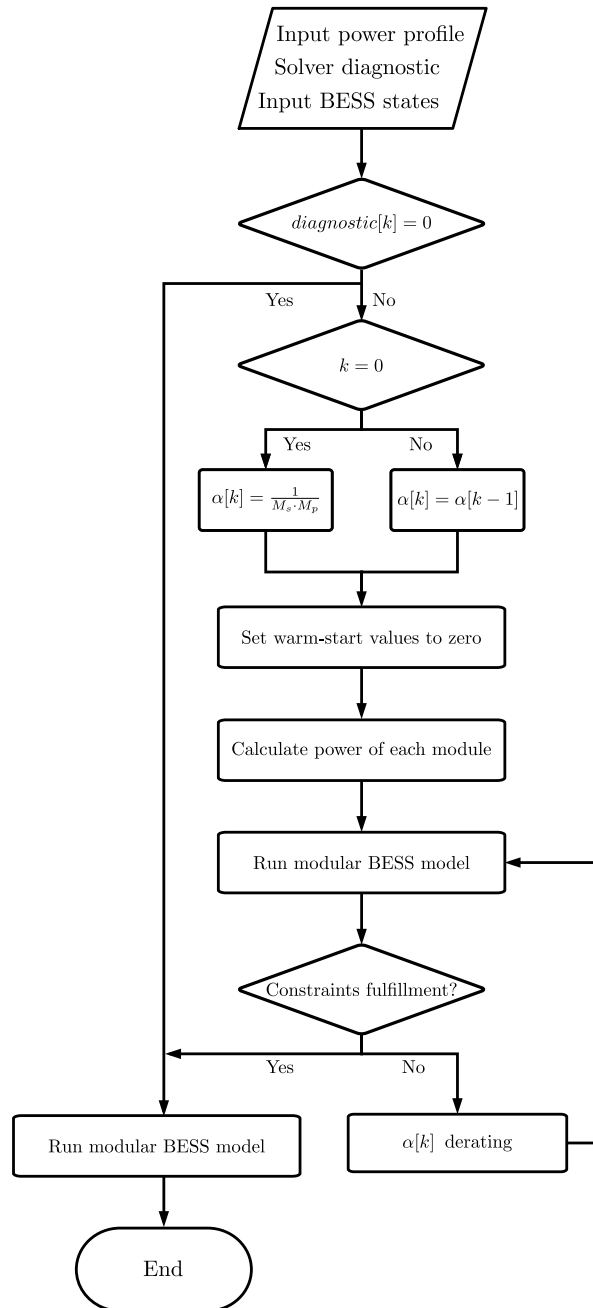 Input power profile
Solver diagnostic
Input BESS states
diagnostic[k] = 0
Yes
No
k = 0
Yes
No
α[k] = 1/(M_s·M_p)
α[k] = α[k − 1]
Set warm-start values to zero
Calculate power of each module
Run modular BESS model
Constraints fulfillment?
Yes
No
Run modular BESS model
α[k] derating
End